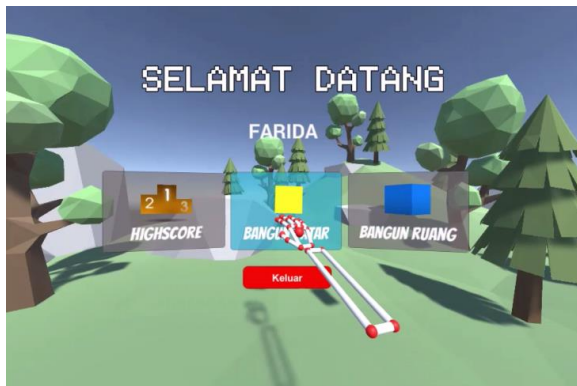 SELAMAT DATANG
FARIDA
1
2 3
HIGHSCORE
BANGUN RUANG
Keluar